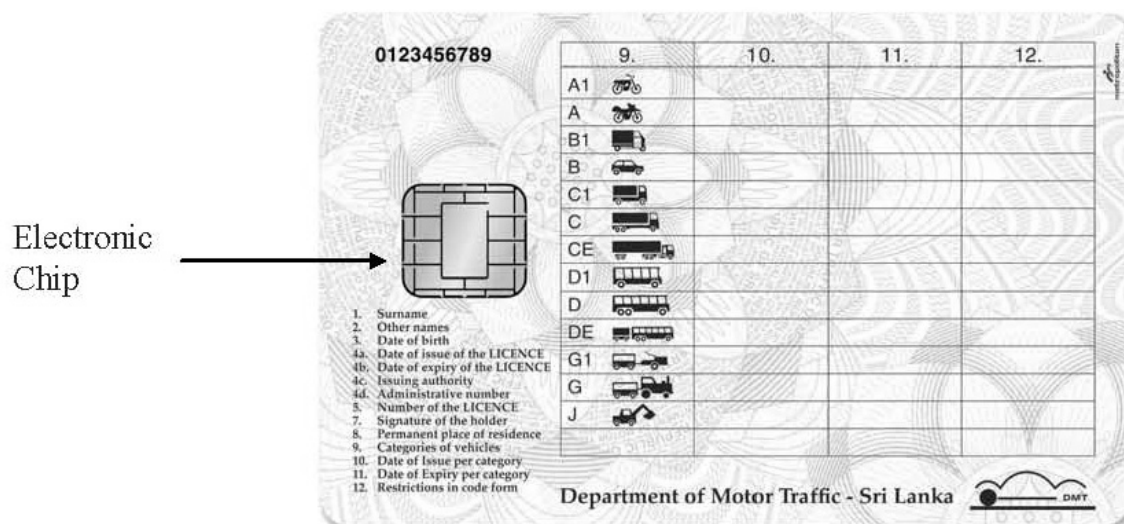 Electronic
Chip
0123456789
9. 10. 11. 12.
A1
A
B1
B
C1
C
CE
D1
D
DE
G1
G
J
1. Surname
2. Other names
3. Date of birth
4a. Date of issue of the LICENCE
4b. Date of expiry of the LICENCE
4c. Issuing authority
4d. Administrative number
5. Number of the LICENCE
7. Signature of the holder
8. Permanent place of residence
9. Categories of vehicles
10. Date of Issue per category
11. Date of Expiry per category
12. Restrictions in code form
Department of Motor Traffic - Sri Lanka
DMT